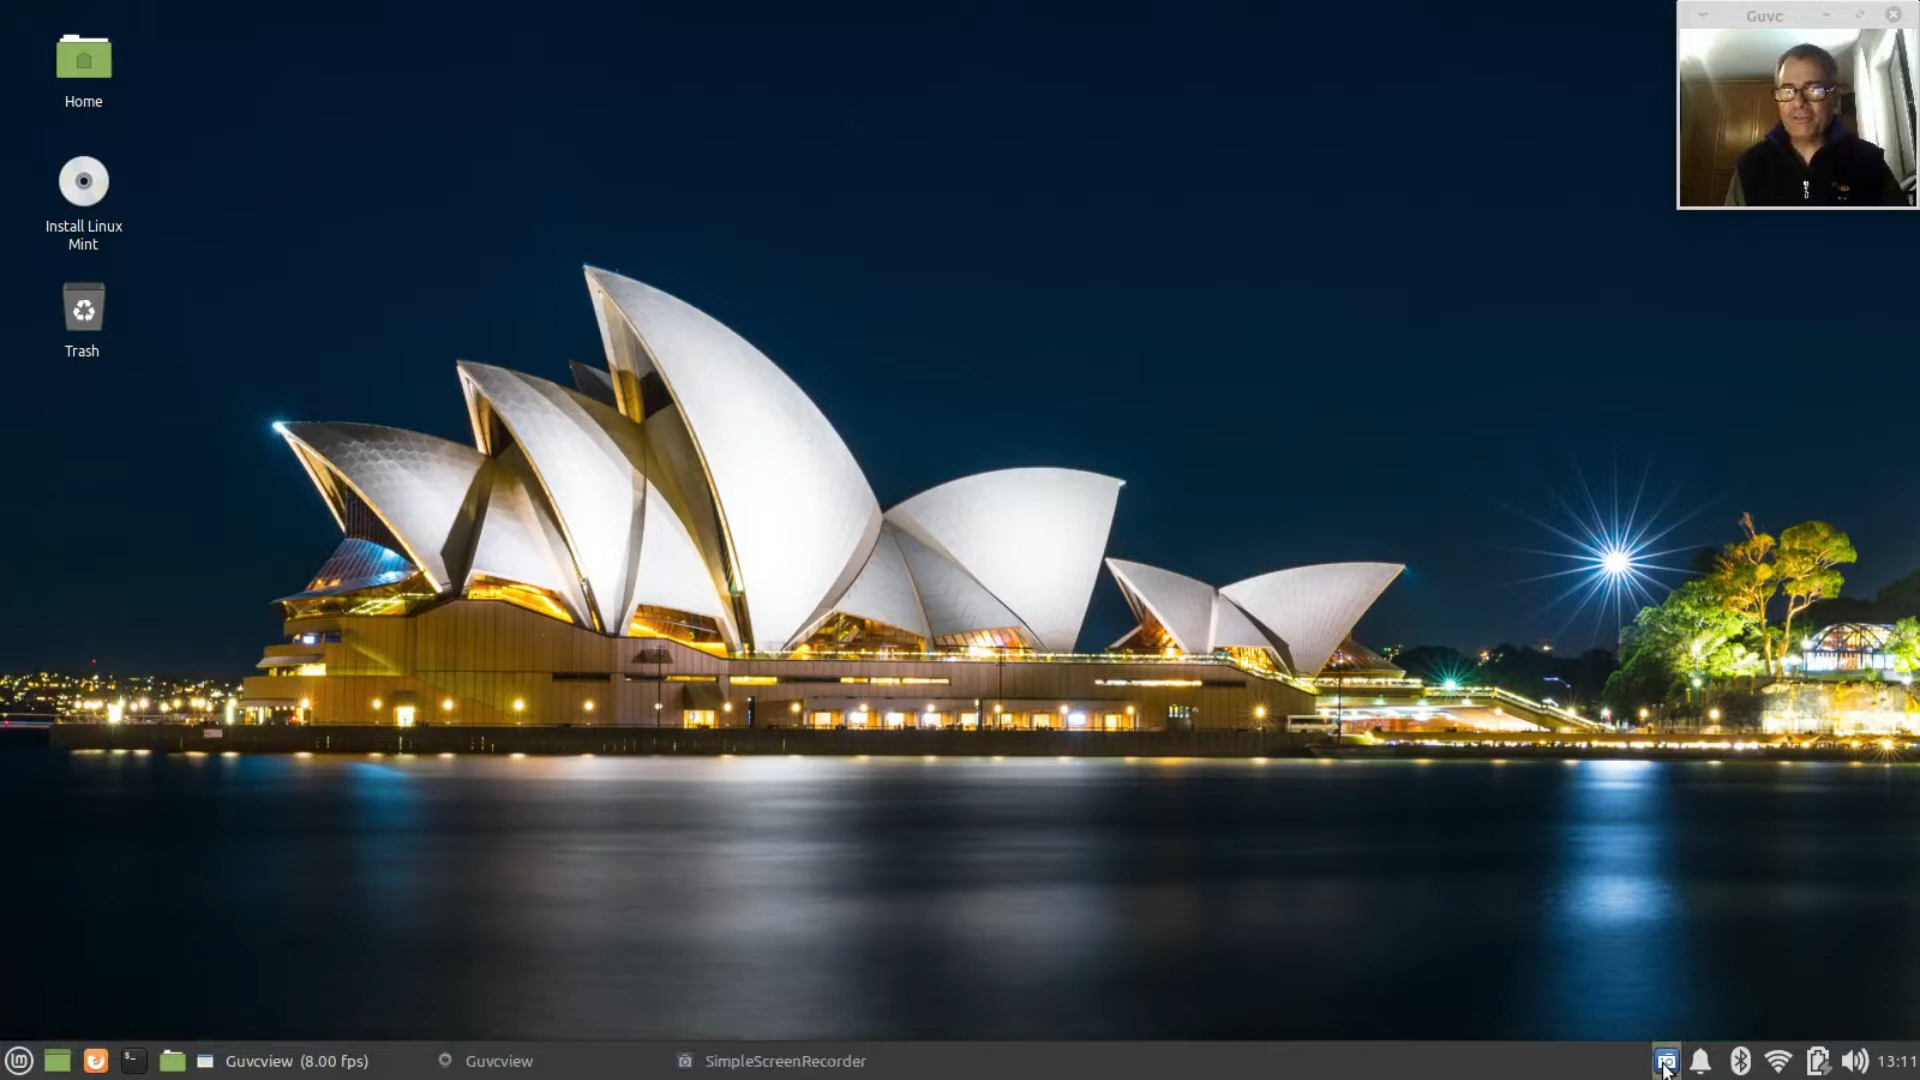 Guvc
Home
Install Linux
Mint
Trash
Guvcview (8.00 fps)
Guvcview
SimpleScreenRecorder
13:11